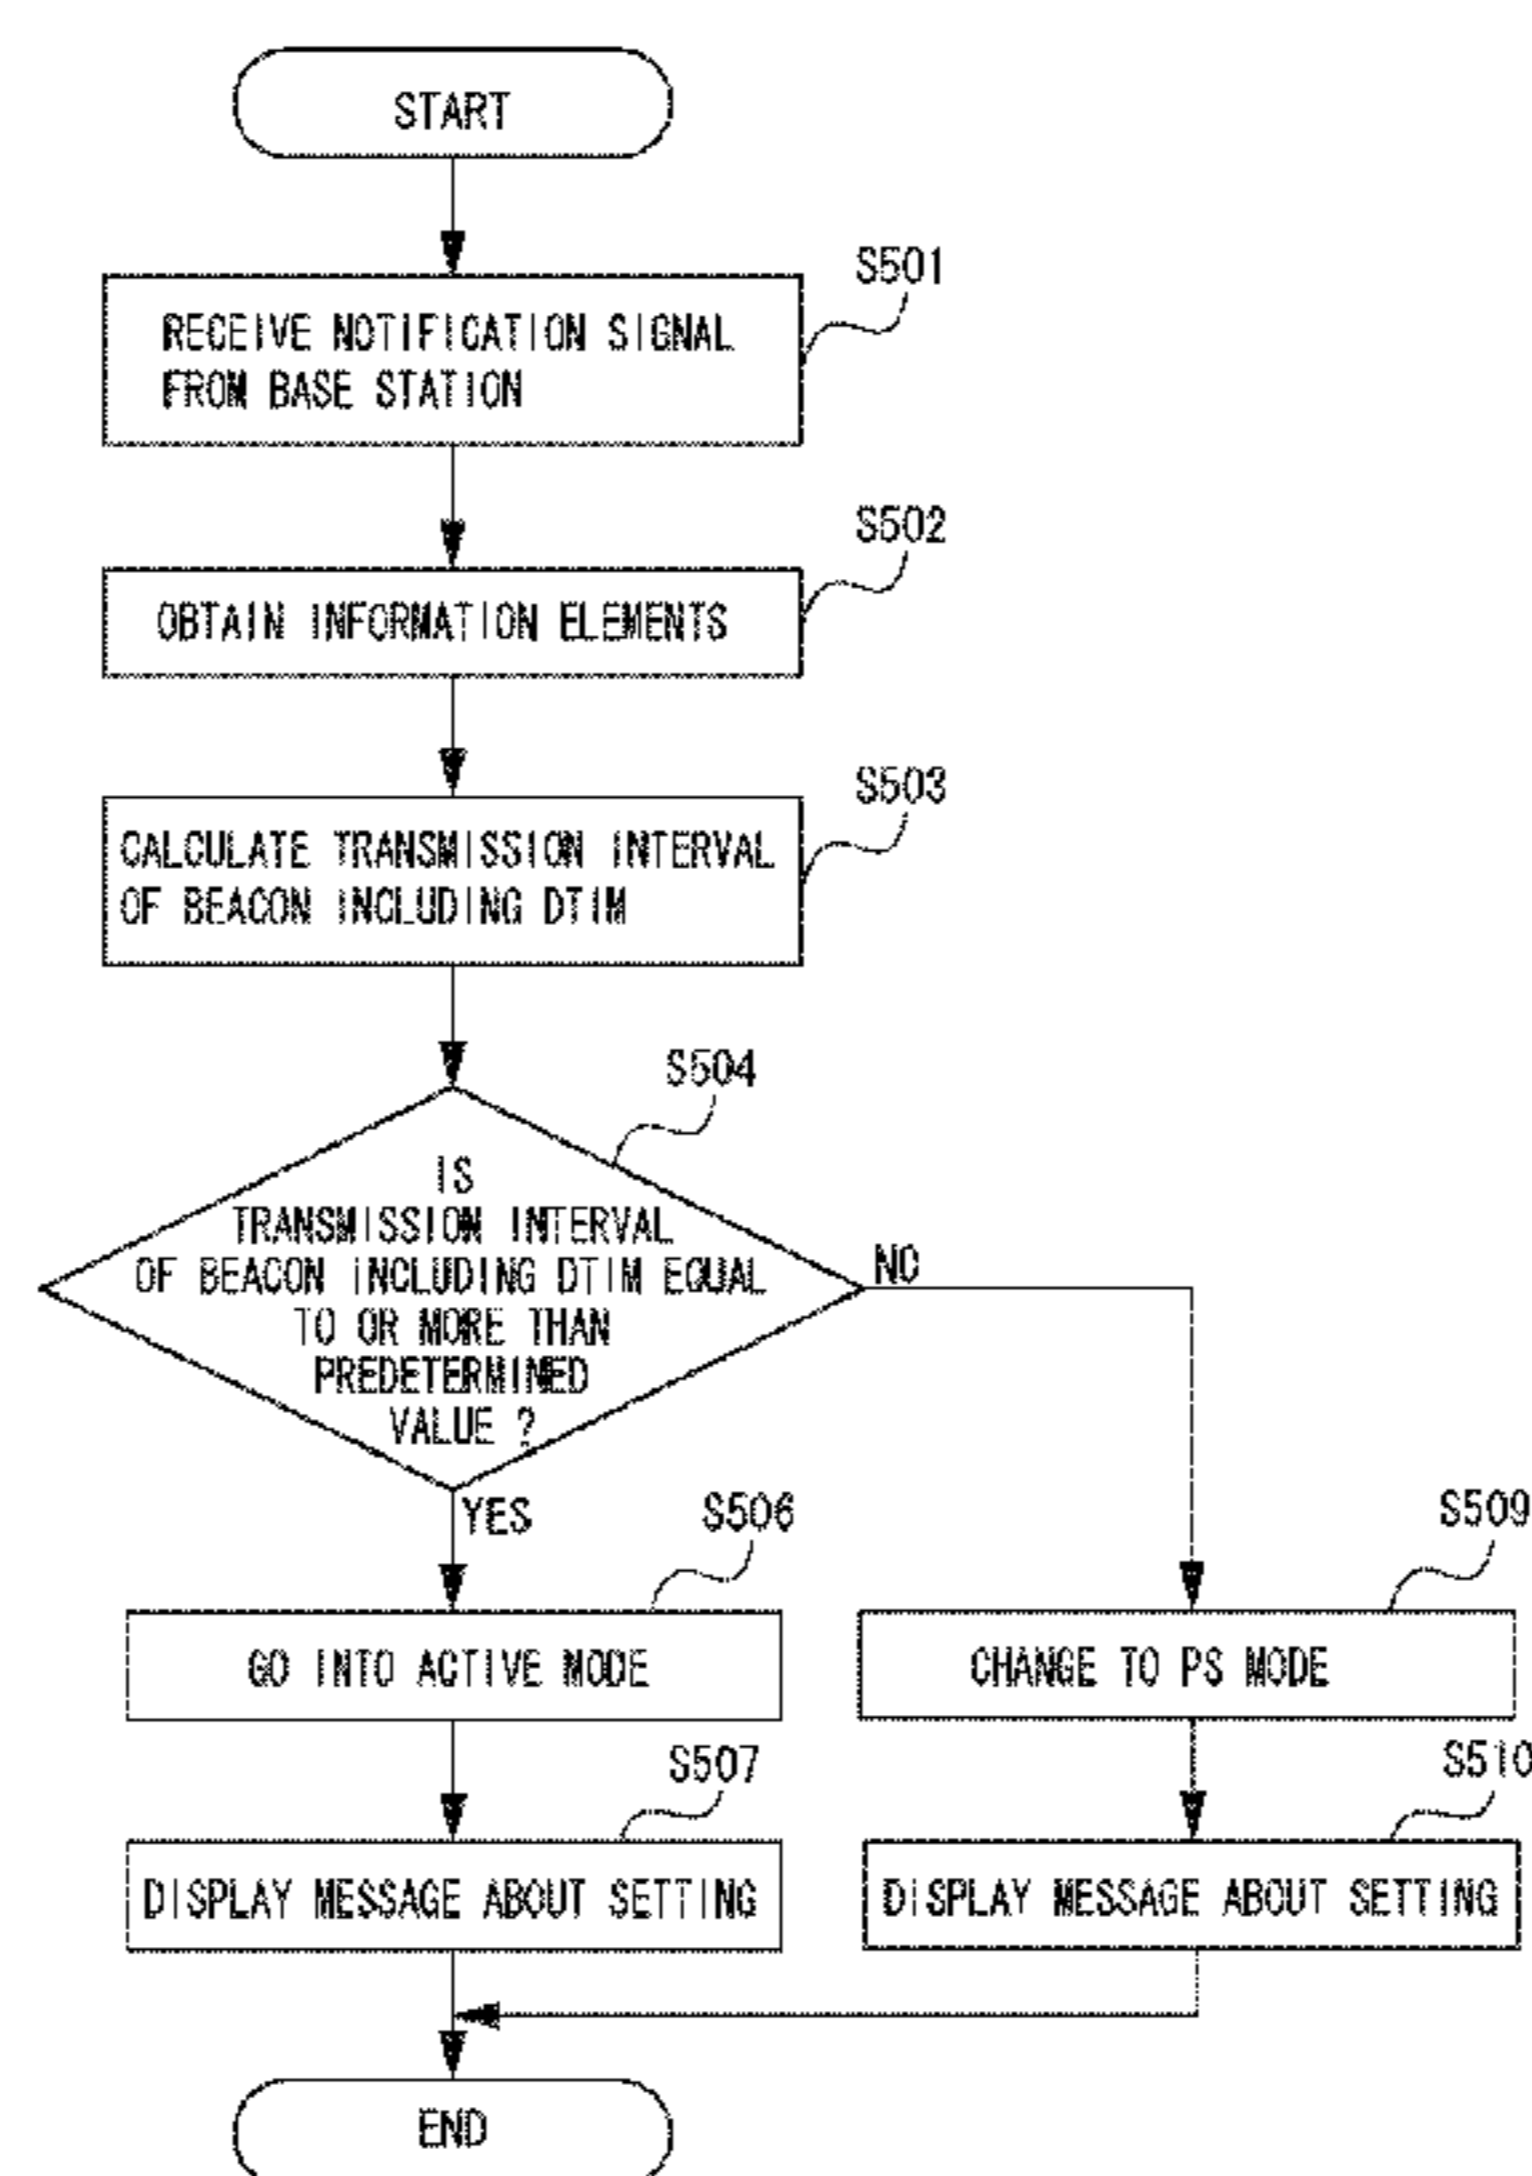 START
S501
RECEIVE NOTIFICATION SIGNAL
FROM BASE STATION
S502
OBTAIN INFORMATION ELEMENTS
S503
CALCULATE TRANSMISSION INTERVAL
OF BEACON INCLUDING DTIM
S504
IS
TRANSMISSION INTERVAL
OF BEACON INCLUDING DTIM EQUAL
TO OR MORE THAN
PREDETERMINED
VALUE ?
NO
YES
S506
GO INTO ACTIVE MODE
S509
CHANGE TO PS MODE
S507
DISPLAY MESSAGE ABOUT SETTING
S510
DISPLAY MESSAGE ABOUT SETTING
END